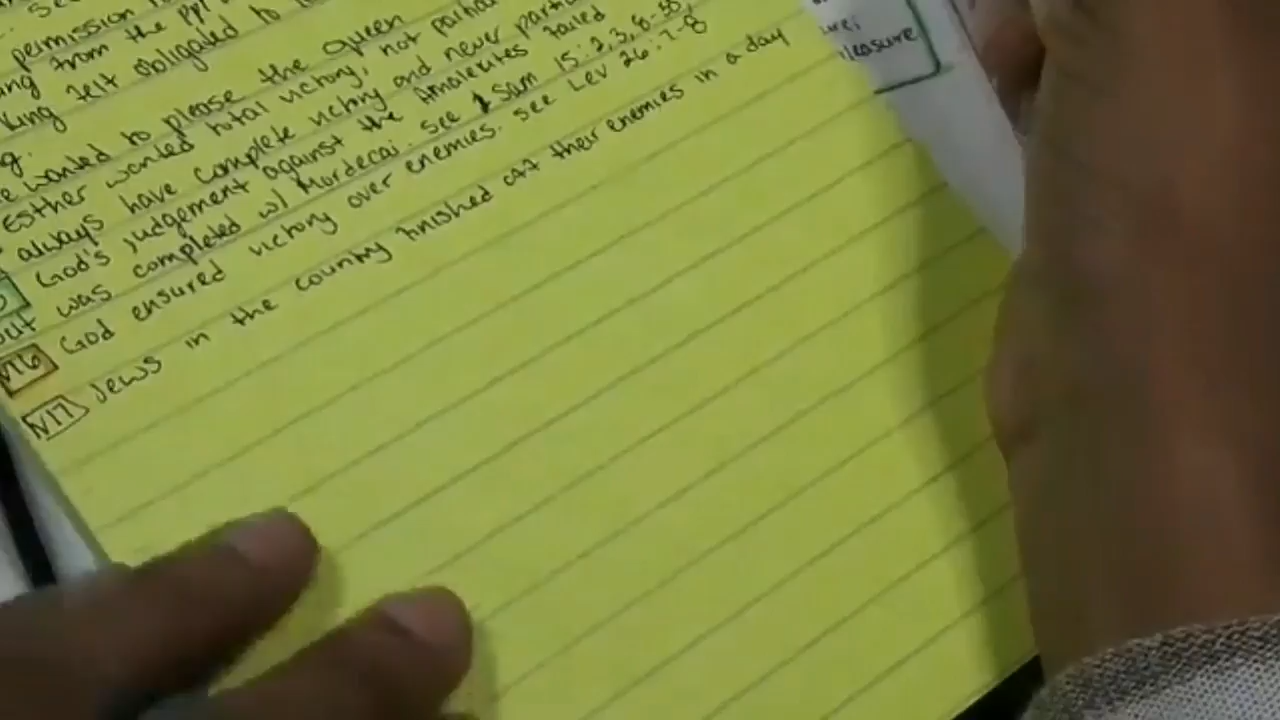 permission
from the ppl
King felt obligated to
wanted to please the queen
Esther wanted total victory, not partial
always have complete victory and never partial
God's judgement against the Amalekites failed
but was completed w/ Mordecai. see 1 Sam 15:2,3,
V16 God ensured victory over enemies. see Lev 26:7-8
V17 Jews in the country finished off their enemies in a day
ure;
leasure